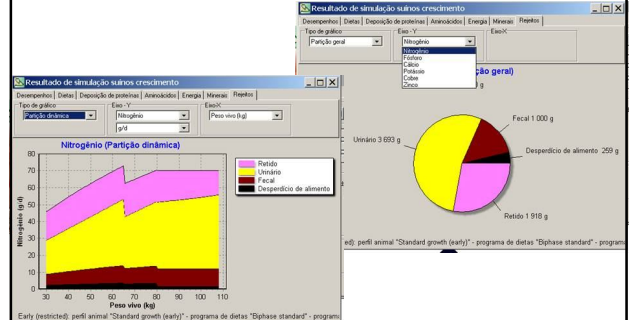 Resultado de simulação suinos crescimento
Desempenhos Dietas Deposição de proteínas Aminoácidos Energia Minerais Rejeitos
Tipo de gráfico
Partição geral
Eixo - Y
Nitrogênio
Nitrogênio
Fósforo
Cálcio
Potássio
Cobre
Zinco
Eixo-X
ção geral)
g
Fecal 1 000 g
Urinário 3 693 g
Desperdício de alimento 259 g
Retido 1 918 g
ed): perfil animal "Standard growth (early)" - programa de dietas "Biphase standard" - program
Resultado de simulação suinos crescimento
Desempenhos Dietas Deposição de proteínas Aminoácidos Energia Minerais Rejeitos
Tipo de gráfico
Partição dinâmica
Eixo - Y
Nitrogênio
g/d
Eixo-X
Peso vivo (kg)
Nitrogênio (Partição dinâmica)
Retido
Urinário
Fecal
Desperdício de alimento
Nitrogênio (g/d)
80
70
60
50
40
30
20
10
0
30 40 50 60 70 80 90 100 110
Peso vivo (kg)
Early (restricted): perfil animal "Standard growth (early)" - programa de dietas "Biphase standard" - program